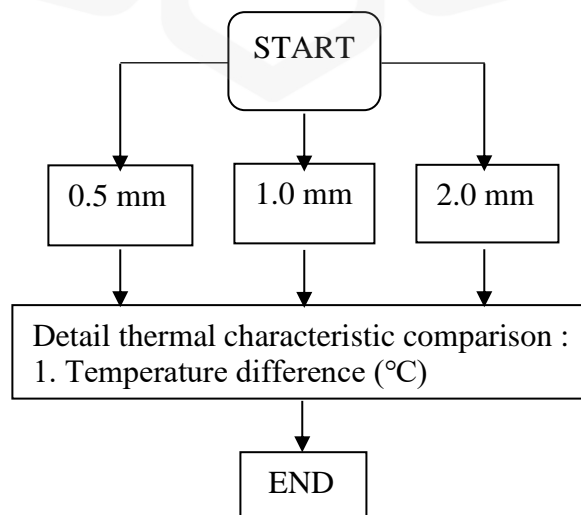 START
0.5 mm
1.0 mm
2.0 mm
Detail thermal characteristic comparison :
1. Temperature difference (℃)
END